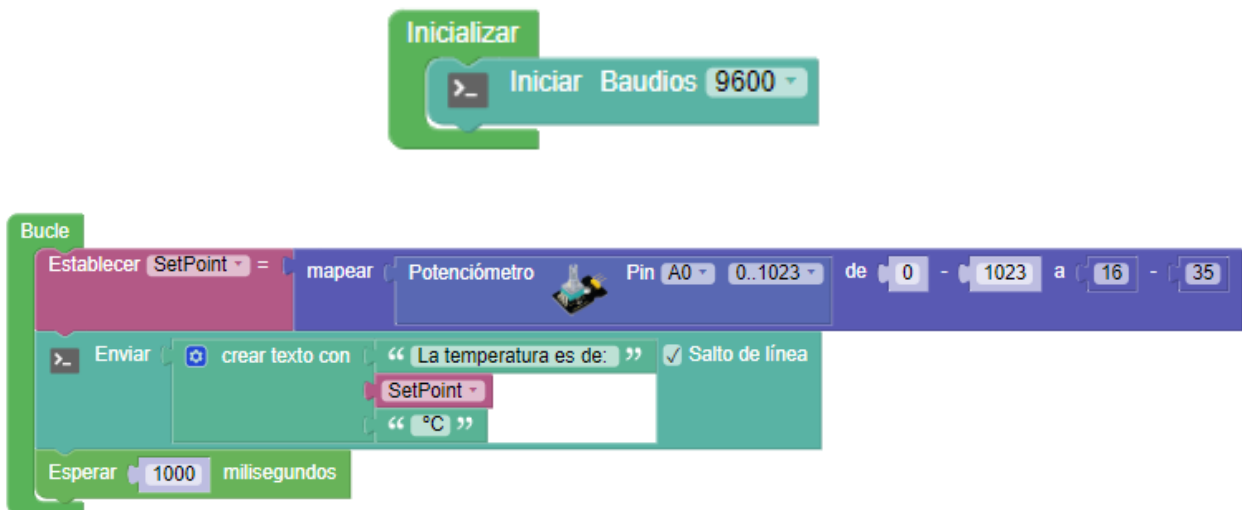 Inicializar
>_ Iniciar Baudios 9600
Bucle
Establecer SetPoint = mapear Potenciómetro Pin A0 0..1023 de 0 - 1023 a 16 - 35
>_ Enviar crear texto con “ La temperatura es de: ” Salto de línea
SetPoint
“ °C ”
Esperar 1000 milisegundos